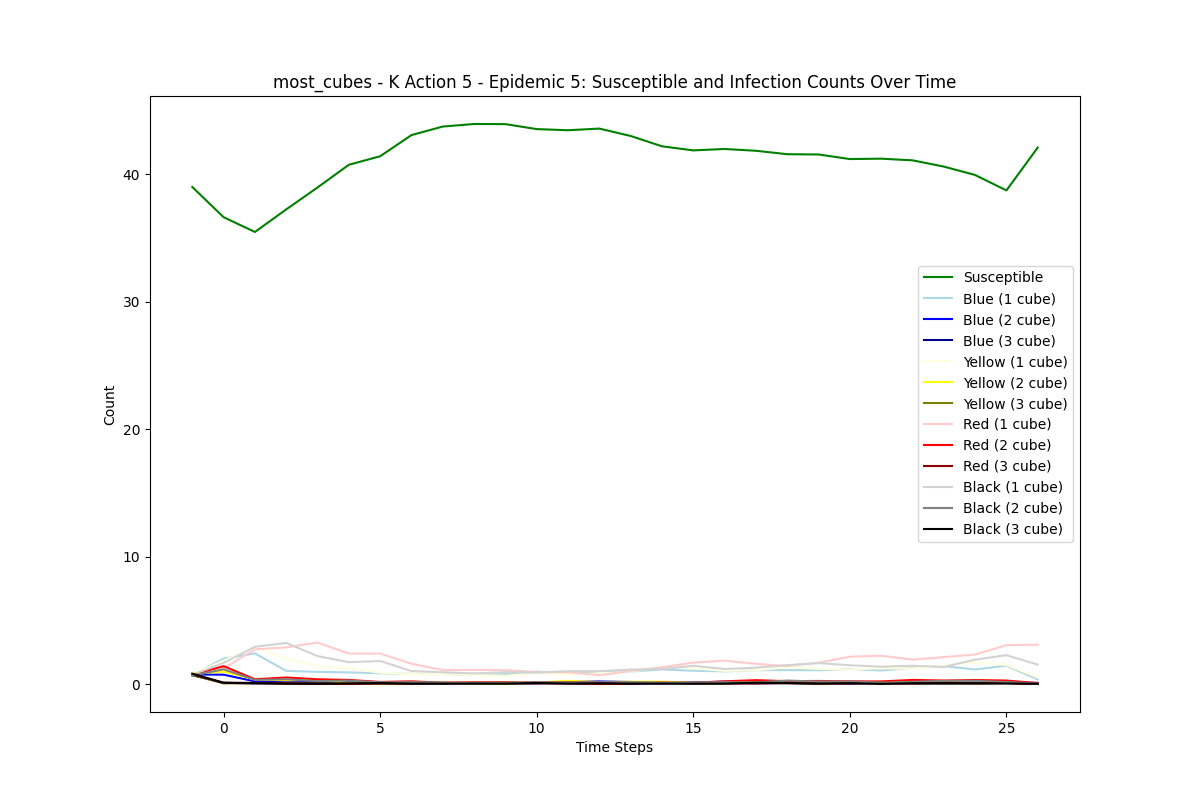 most_cubes - K Action 5 - Epidemic 5: Susceptible and Infection Counts Over Time
Count
40
30
20
10
0
Susceptible
Blue (1 cube)
Blue (2 cube)
Blue (3 cube)
Yellow (1 cube)
Yellow (2 cube)
Yellow (3 cube)
Red (1 cube)
Red (2 cube)
Red (3 cube)
Black (1 cube)
Black (2 cube)
Black (3 cube)
0 5 10 15 20 25
Time Steps